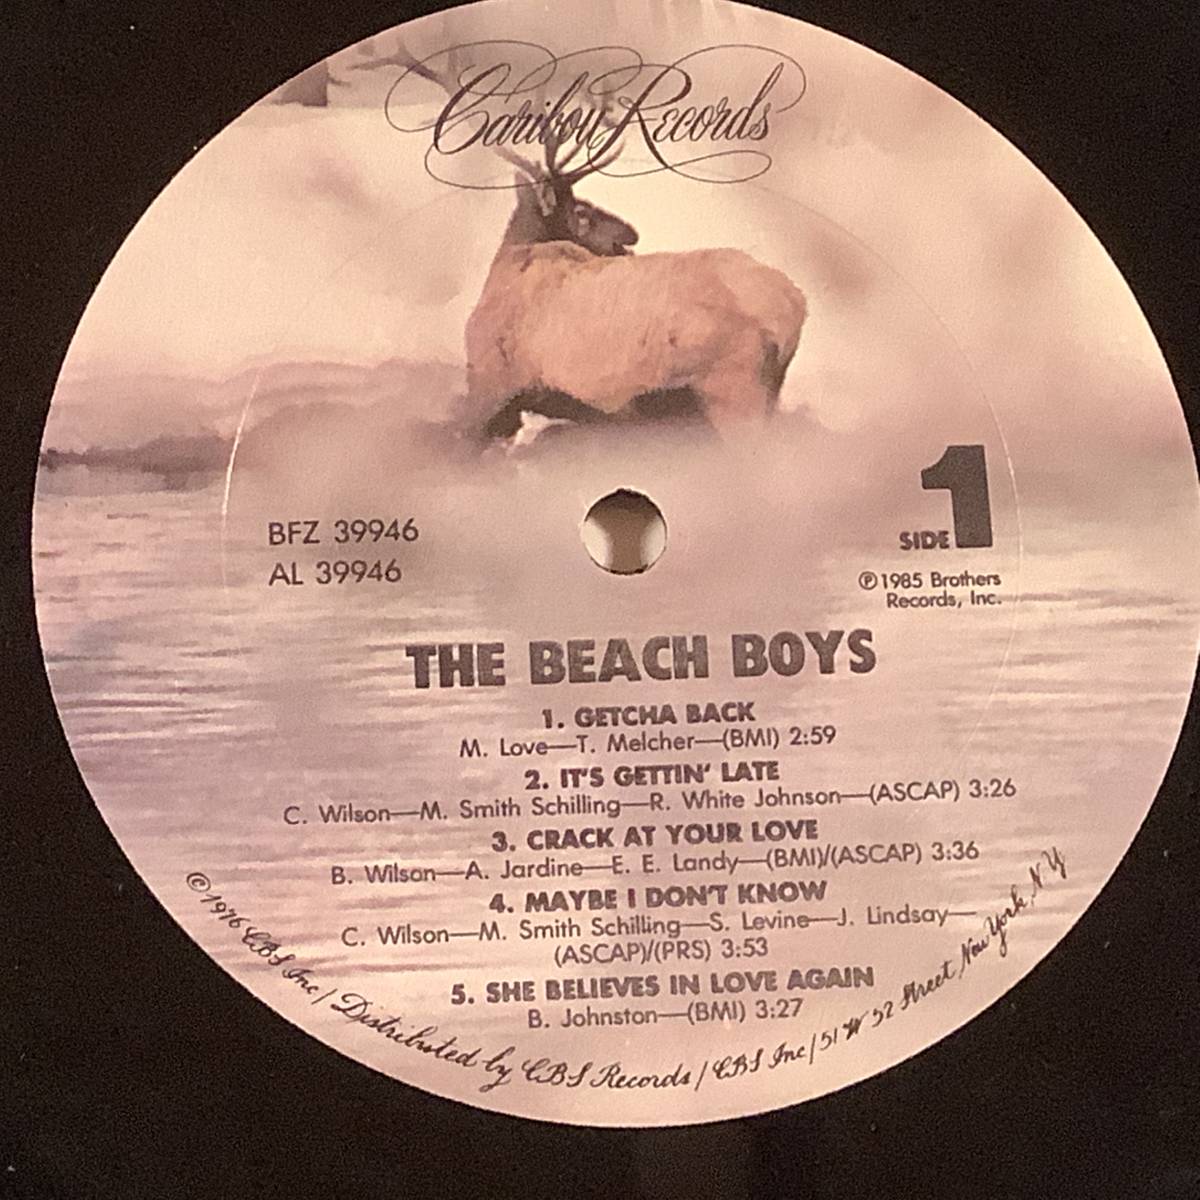 Caribou Records
BFZ 39946
AL 39946
SIDE 1
℗1985 Brothers
Records, Inc.
THE BEACH BOYS
1. GETCHA BACK
M. Love—T. Melcher—(BMI) 2:59
2. IT'S GETTIN' LATE
C. Wilson—M. Smith Schilling—R. White Johnson—(ASCAP) 3:26
3. CRACK AT YOUR LOVE
B. Wilson—A. Jardine—E. E. Landy—(BMI)/(ASCAP) 3:36
4. MAYBE I DON'T KNOW
C. Wilson—M. Smith Schilling—S. Levine—J. Lindsay—
(ASCAP)/(PRS) 3:53
5. SHE BELIEVES IN LOVE AGAIN
B. Johnston—(BMI) 3:27
©1976 CBS Inc/ Distributed by CBS Records/ CBS Inc/51 W 52 Street, New York, N Y